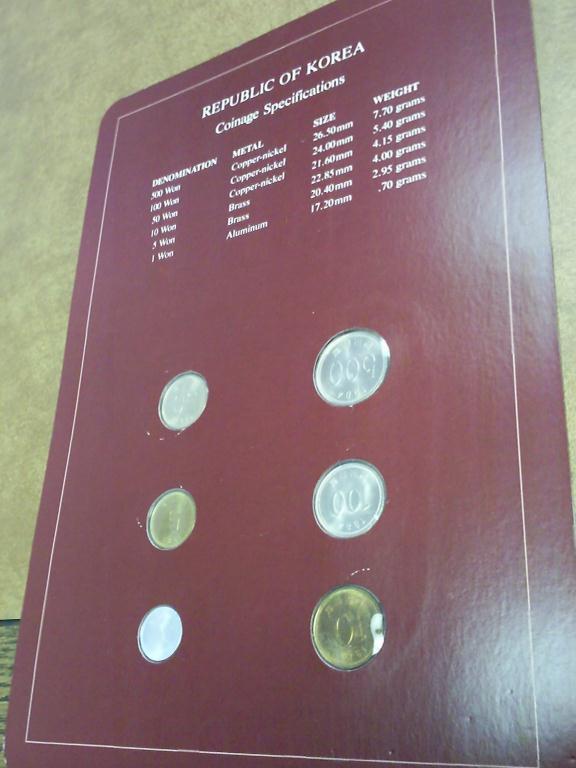 REPUBLIC OF KOREA
Coinage Specifications
DENOMINATION METAL SIZE WEIGHT
500 Won Copper-nickel 26.50mm 7.70 grams
100 Won Copper-nickel 24.00mm 5.40 grams
50 Won Copper-nickel 21.60mm 4.15 grams
10 Won Brass 22.85mm 4.00 grams
5 Won Brass 20.40mm 2.95 grams
1 Won Aluminum 17.20mm .70 grams
500
100
10